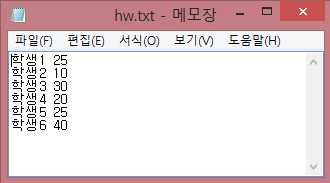 hw.txt - 메모장
파일(F) 편집(E) 서식(O) 보기(V) 도움말(H)
학생1 25
학생2 10
학생3 30
학생4 20
학생5 25
학생6 40